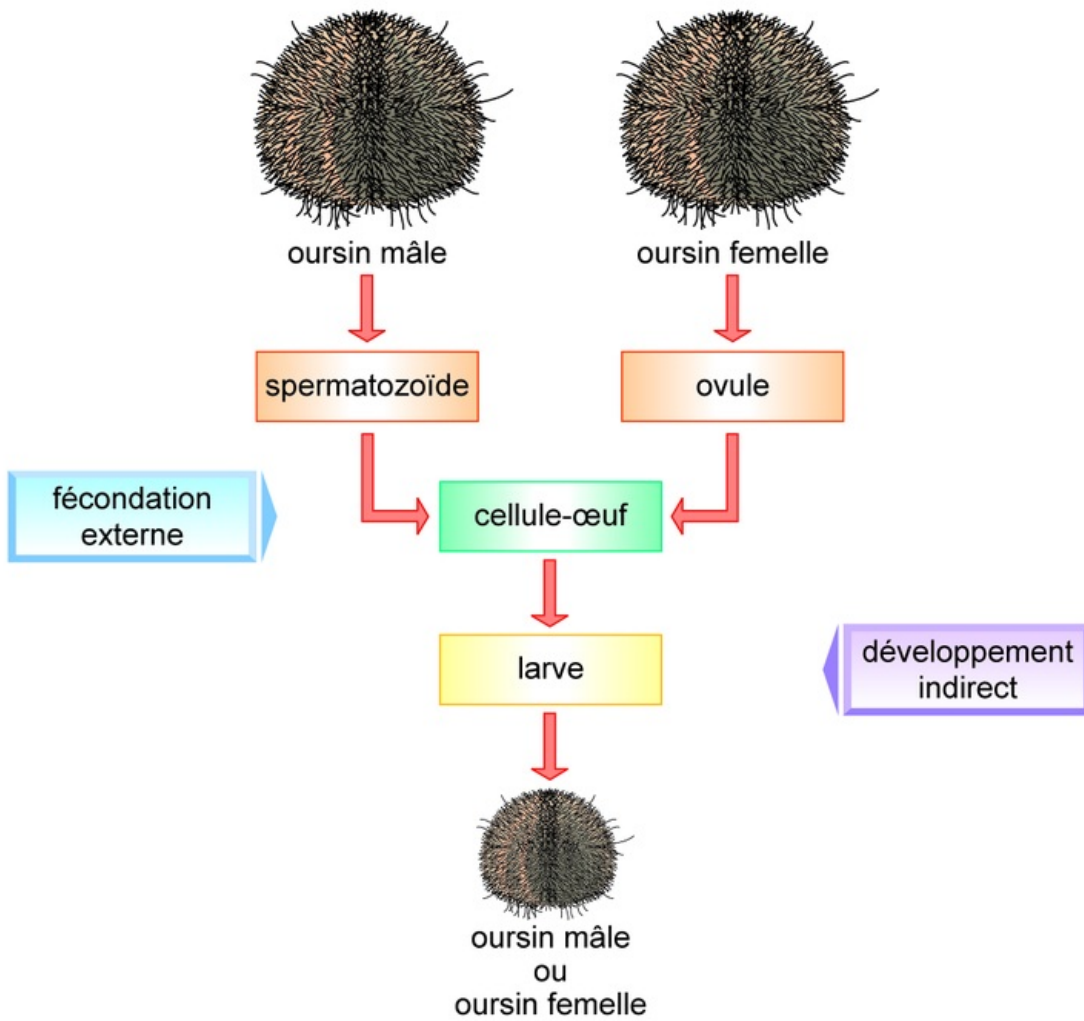 oursin mâle
oursin femelle
spermatozoïde
ovule
fécondation
externe
cellule-œuf
larve
développement
indirect
oursin mâle
ou
oursin femelle